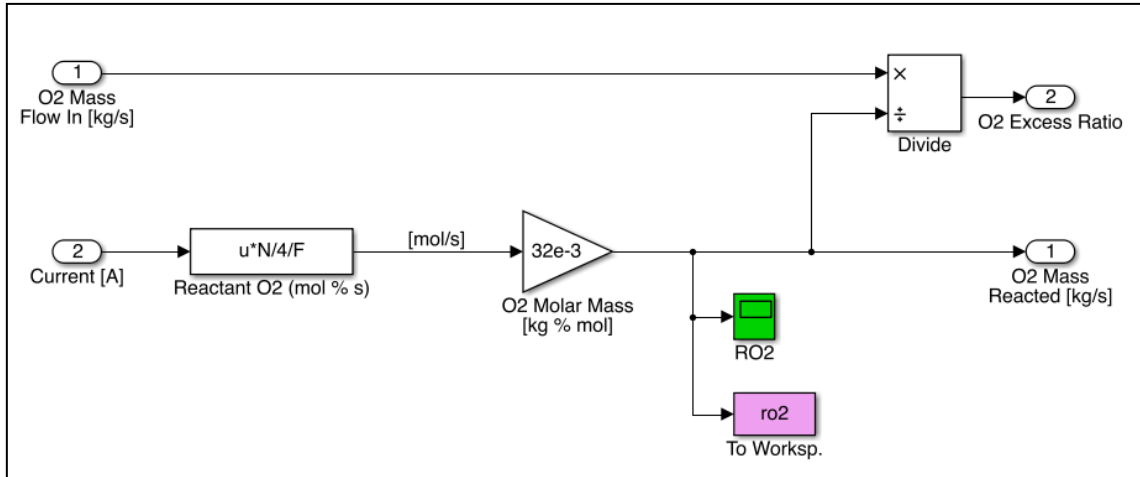 1
O2 Mass
Flow In [kg/s]
×
÷
Divide
2
O2 Excess Ratio
2
Current [A]
u*N/4/F
Reactant O2 (mol % s)
[mol/s]
32e-3
O2 Molar Mass
[kg % mol]
1
O2 Mass
Reacted [kg/s]
RO2
ro2
To Worksp.